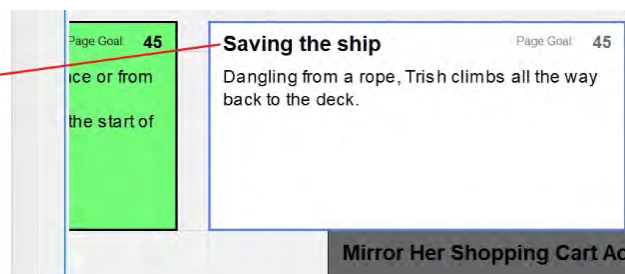 Page Goal: 45
ce or from
the start of
Saving the ship
Page Goal: 45
Dangling from a rope, Trish climbs all the way
back to the deck.
Mirror Her Shopping Cart Ac